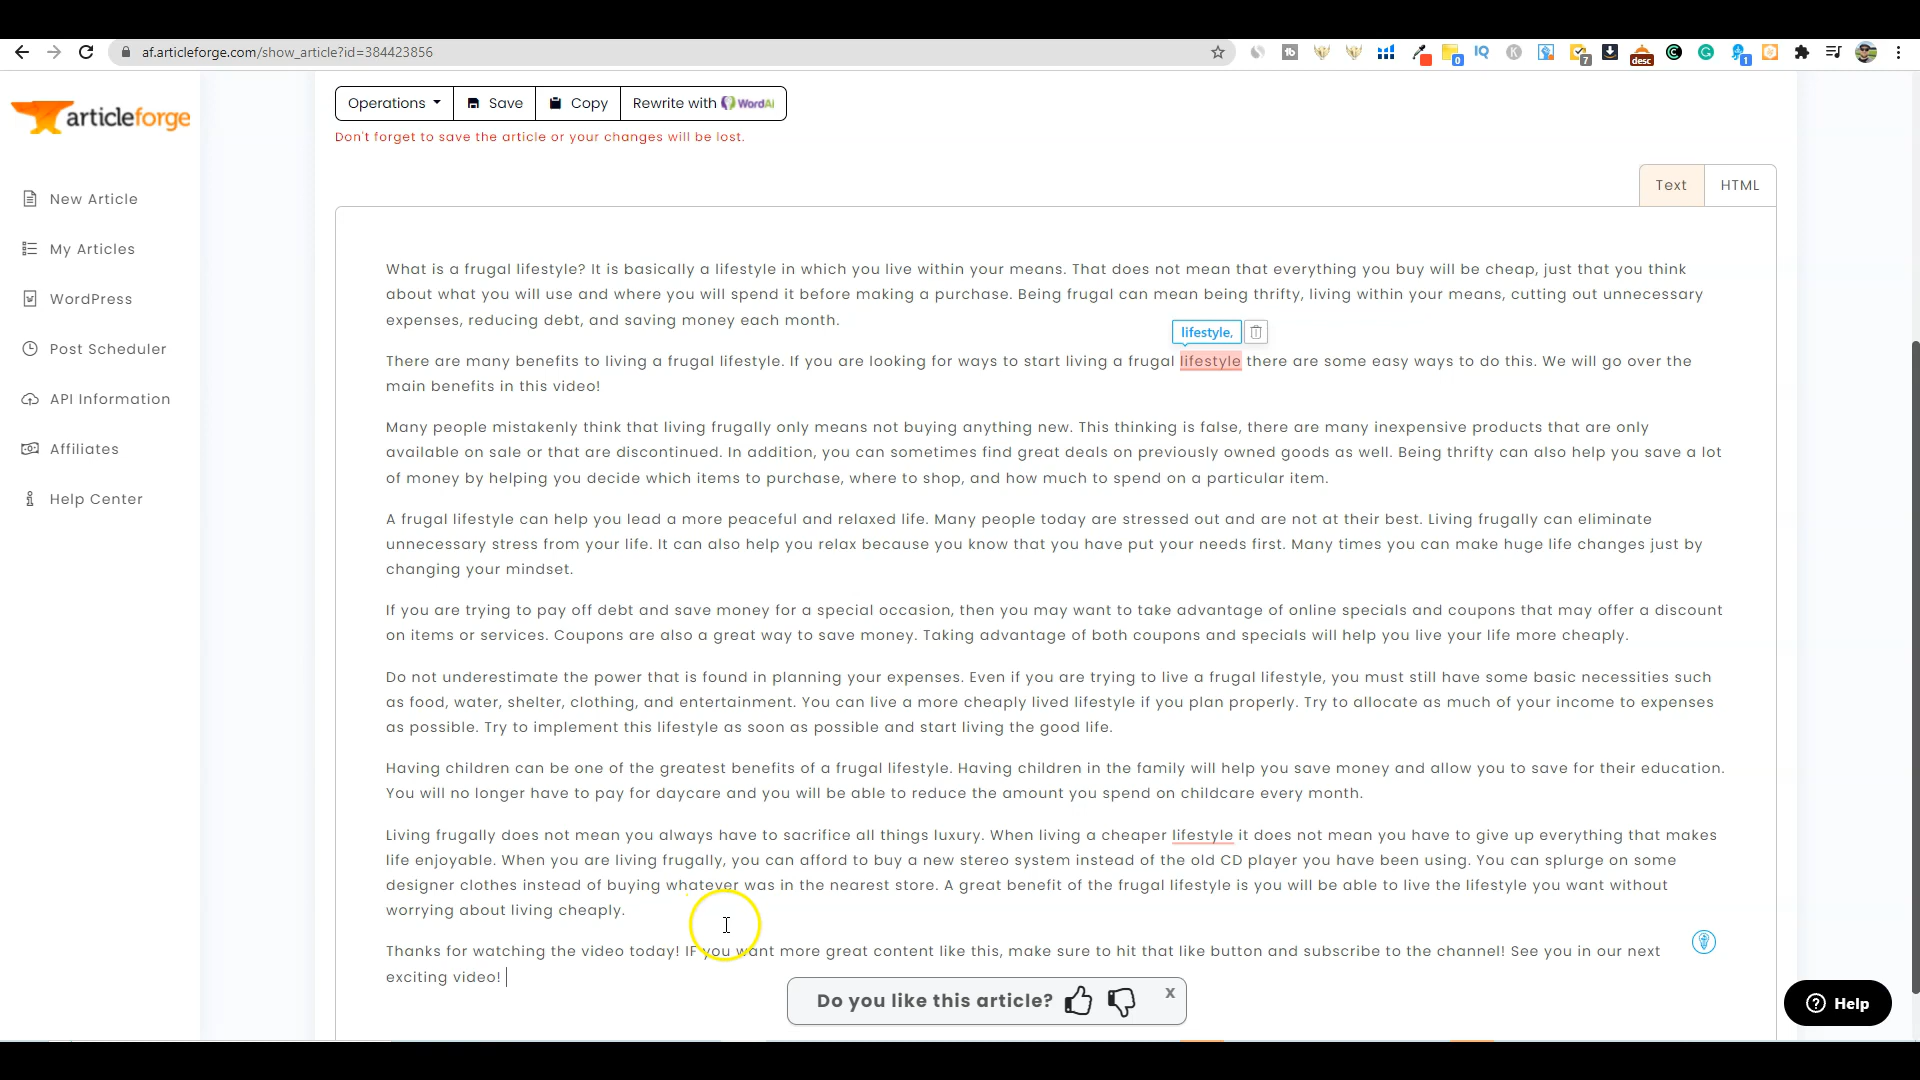 af.articleforge.com/show_article?id=384423856
0
7
desc
1
articleforge
Operations
Save
Copy
Rewrite with WordAi
Don't forget to save the article or your changes will be lost.
New Article
My Articles
WordPress
Post Scheduler
API Information
Affiliates
Help Center
Text
HTML
What is a frugal lifestyle? It is basically a lifestyle in which you live within your means. That does not mean that everything you buy will be cheap, just that you think
about what you will use and where you will spend it before making a purchase. Being frugal can mean being thrifty, living within your means, cutting out unnecessary
expenses, reducing debt, and saving money each month.
lifestyle,
There are many benefits to living a frugal lifestyle. If you are looking for ways to start living a frugal lifestyle there are some easy ways to do this. We will go over the
main benefits in this video!
Many people mistakenly think that living frugally only means not buying anything new. This thinking is false, there are many inexpensive products that are only
available on sale or that are discontinued. In addition, you can sometimes find great deals on previously owned goods as well. Being thrifty can also help you save a lot
of money by helping you decide which items to purchase, where to shop, and how much to spend on a particular item.
A frugal lifestyle can help you lead a more peaceful and relaxed life. Many people today are stressed out and are not at their best. Living frugally can eliminate
unnecessary stress from your life. It can also help you relax because you know that you have put your needs first. Many times you can make huge life changes just by
changing your mindset.
If you are trying to pay off debt and save money for a special occasion, then you may want to take advantage of online specials and coupons that may offer a discount
on items or services. Coupons are also a great way to save money. Taking advantage of both coupons and specials will help you live your life more cheaply.
Do not underestimate the power that is found in planning your expenses. Even if you are trying to live a frugal lifestyle, you must still have some basic necessities such
as food, water, shelter, clothing, and entertainment. You can live a more cheaply lived lifestyle if you plan properly. Try to allocate as much of your income to expenses
as possible. Try to implement this lifestyle as soon as possible and start living the good life.
Having children can be one of the greatest benefits of a frugal lifestyle. Having children in the family will help you save money and allow you to save for their education.
You will no longer have to pay for daycare and you will be able to reduce the amount you spend on childcare every month.
Living frugally does not mean you always have to sacrifice all things luxury. When living a cheaper lifestyle it does not mean you have to give up everything that makes
life enjoyable. When you are living frugally, you can afford to buy a new stereo system instead of the old CD player you have been using. You can splurge on some
designer clothes instead of buying whatever was in the nearest store. A great benefit of the frugal lifestyle is you will be able to live the lifestyle you want without
worrying about living cheaply.
Thanks for watching the video today! IF you want more great content like this, make sure to hit that like button and subscribe to the channel! See you in our next
exciting video!
Do you like this article?
x
Help